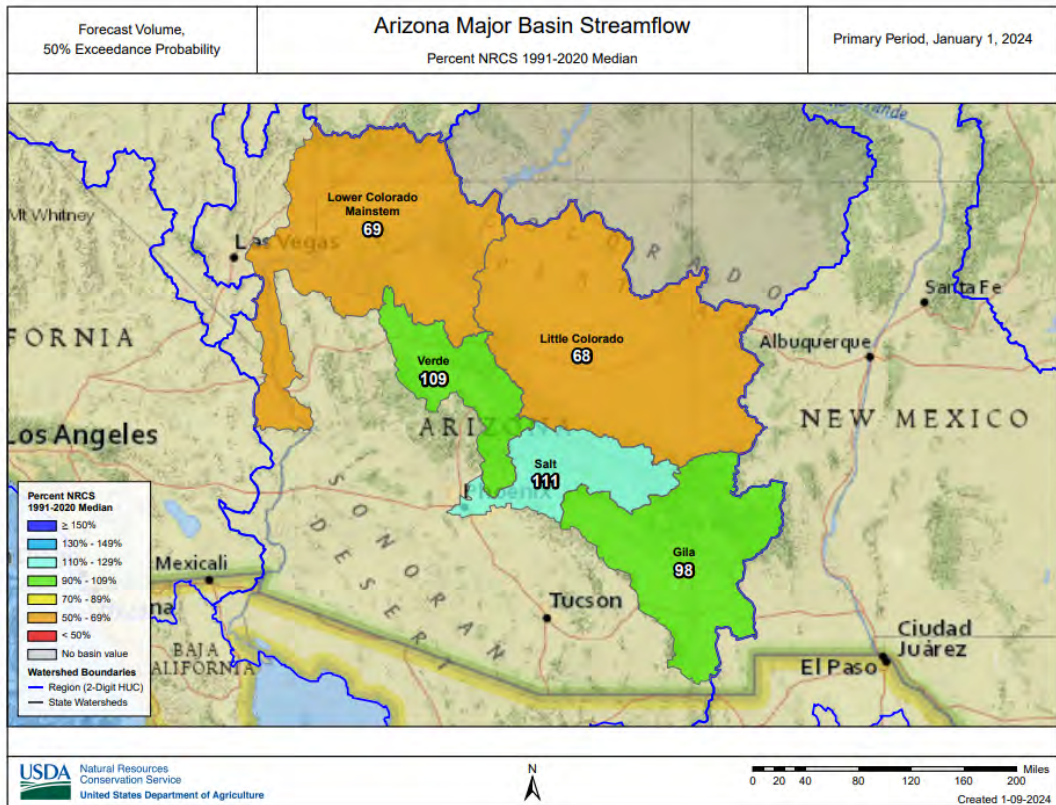 Forecast Volume,
50% Exceedance Probability
Arizona Major Basin Streamflow
Percent NRCS 1991-2020 Median
Primary Period, January 1, 2024
Mt Whitney
Las Vegas
Lower Colorado
Mainstem
69
COLORADO
Santa Fe
FORNIA
Little Colorado
68
Albuquerque
Verde
109
ARIZONA
NEW MEXICO
Los Angeles
Salt
111
Phoenix
SONORAN
DESERT
Gila
98
Mexicali
Tucson
BAJA
CALIFORNIA
Ciudad
Juárez
El Paso
Percent NRCS
1991-2020 Median
≥ 150%
130% - 149%
110% - 129%
90% - 109%
70% - 89%
50% - 69%
< 50%
No basin value
Watershed Boundaries
Region (2-Digit HUC)
State Watersheds
USDA
Natural Resources
Conservation Service
United States Department of Agriculture
N
Miles
0 20 40 80 120 160 200
Created 1-09-2024